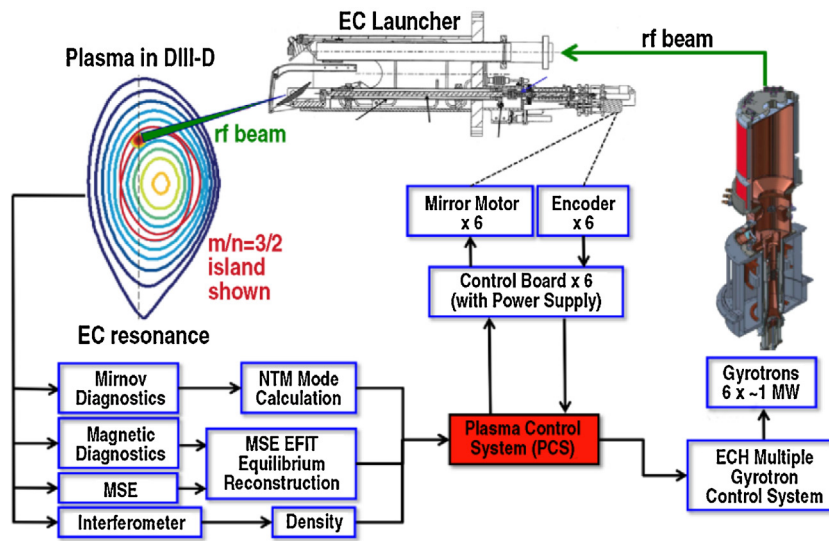 EC Launcher
Plasma in DIII-D
rf beam
rf beam
m/n=3/2
island
shown
EC resonance
Mirror Motor
x 6
Encoder
x 6
Control Board x 6
(with Power Supply)
Mirnov
Diagnostics
NTM Mode
Calculation
Magnetic
Diagnostics
MSE EFIT
Equilibrium
Reconstruction
MSE
Interferometer
Density
Plasma Control
System (PCS)
Gyrotrons
6 x ~1 MW
ECH Multiple
Gyrotron
Control System